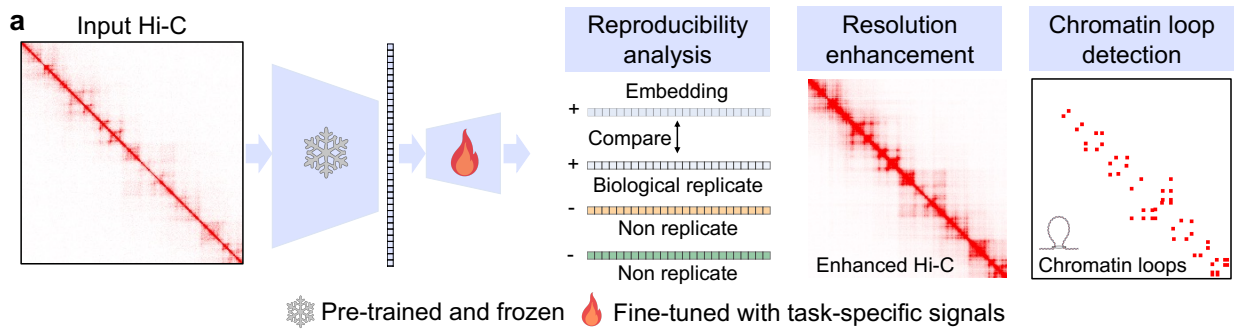 a
Input Hi-C
Reproducibility
analysis
Embedding
+
Compare
+
Biological replicate
-
Non replicate
-
Non replicate
Resolution
enhancement
Enhanced Hi-C
Chromatin loop
detection
Chromatin loops
Pre-trained and frozen
Fine-tuned with task-specific signals